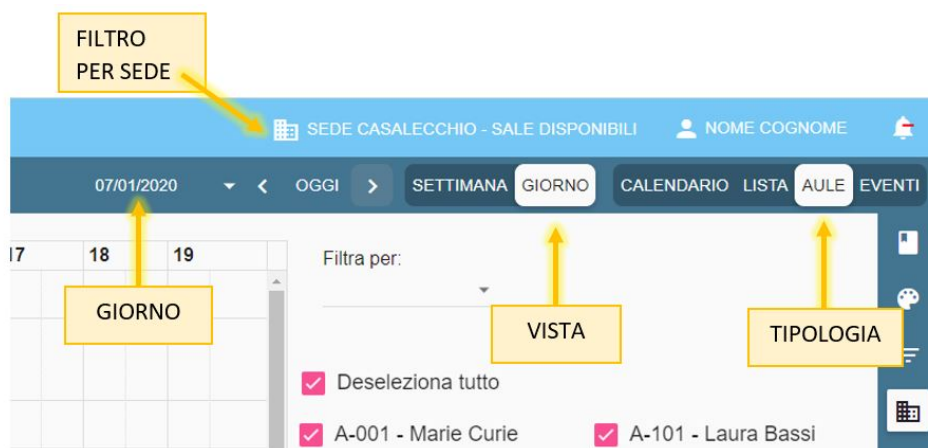 FILTRO
PER SEDE
SEDE CASALECCHIO - SALE DISPONIBILI
NOME COGNOME
07/01/2020
OGGI
SETTIMANA
GIORNO
CALENDARIO
LISTA
AULE
EVENTI
17
18
19
Filtra per:
GIORNO
VISTA
TIPOLOGIA
Deseleziona tutto
A-001 - Marie Curie
A-101 - Laura Bassi